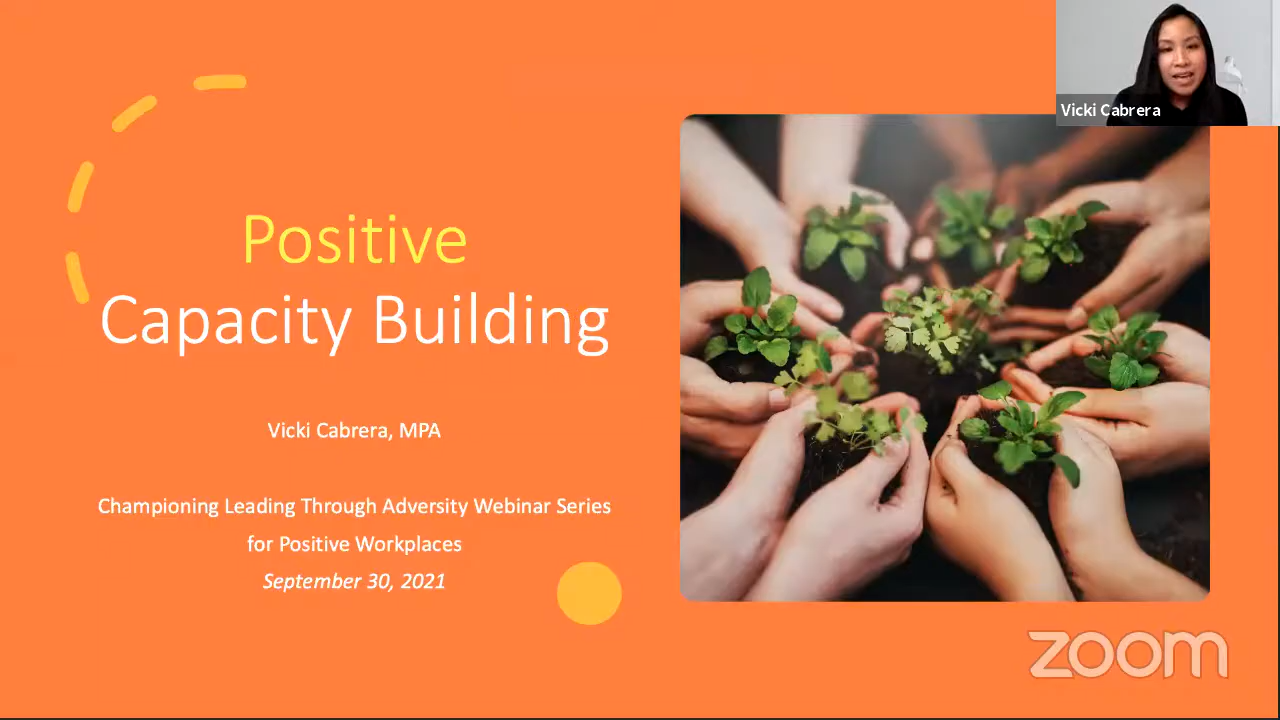 Vicki Cabrera
Positive
Capacity Building
Vicki Cabrera, MPA
Championing Leading Through Adversity Webinar Series
for Positive Workplaces
September 30, 2021
zoom